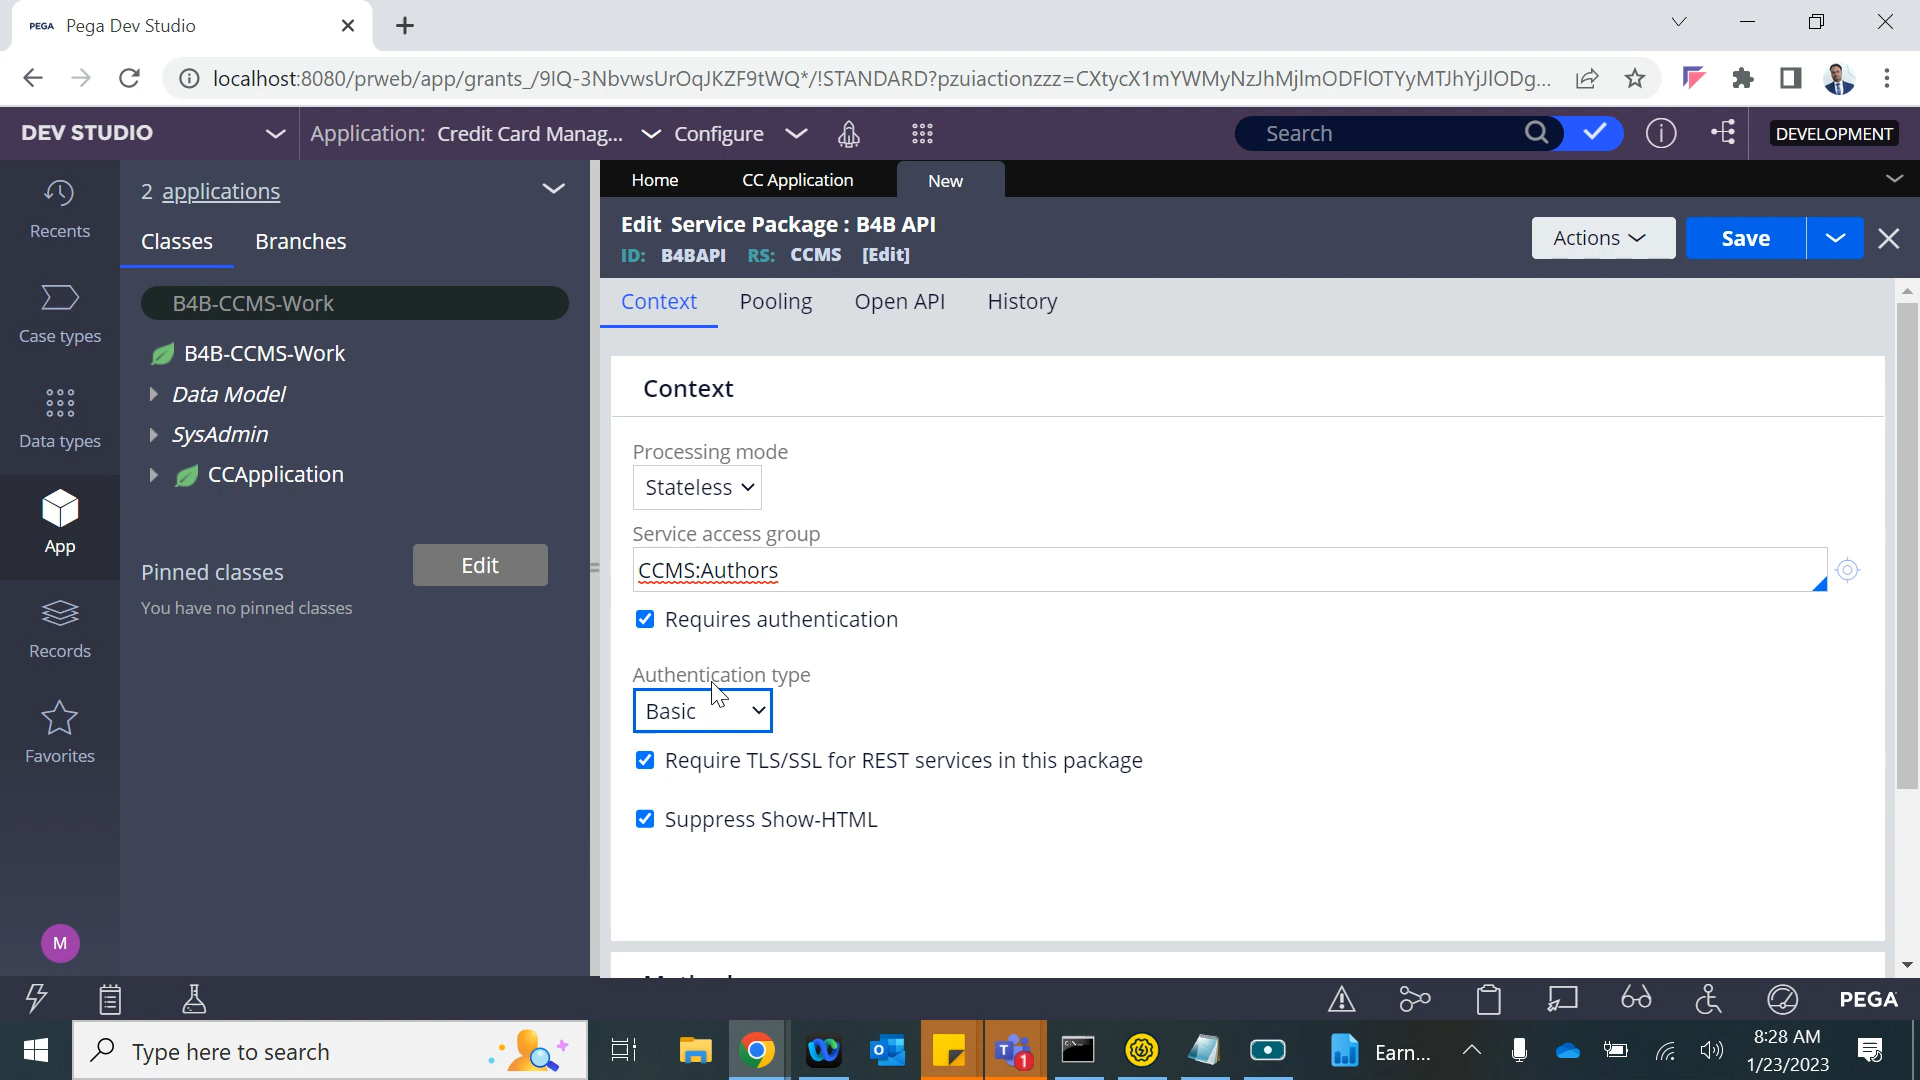 PEGA Pega Dev Studio
localhost:8080/prweb/app/grants_/9IQ-3NbvwsUrOqJKZF9tWQ*/!STANDARD?pzuiactionzzz=CXtycX1mYWMyNzJhMjlmODFlOTYyMTJhYjJlODg...
DEV STUDIO Application: Credit Card Manag... Configure Search DEVELOPMENT
Recents
Case types
Data types
App
Records
Favorites
M
2 applications
Classes Branches
B4B-CCMS-Work
B4B-CCMS-Work
Data Model
SysAdmin
CCApplication
Pinned classes Edit
You have no pinned classes
Home CC Application New
Edit Service Package : B4B API
ID: B4BAPI RS: CCMS [Edit]
Actions Save
Context Pooling Open API History
Context
Processing mode
Stateless
Service access group
CCMS:Authors
Requires authentication
Authentication type
Basic
Require TLS/SSL for REST services in this package
Suppress Show-HTML
PEGA
Type here to search
T 1
Earn...
8:28 AM
1/23/2023